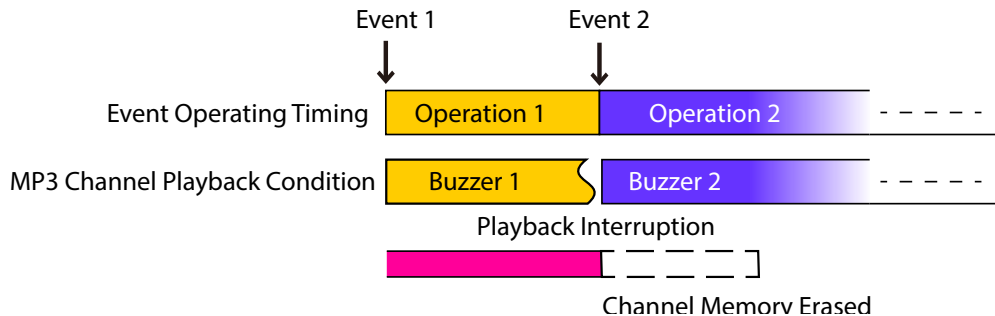 Event 1
Event 2
Event Operating Timing
Operation 1
Operation 2
MP3 Channel Playback Condition
Buzzer 1
Buzzer 2
Playback Interruption
Channel Memory Erased